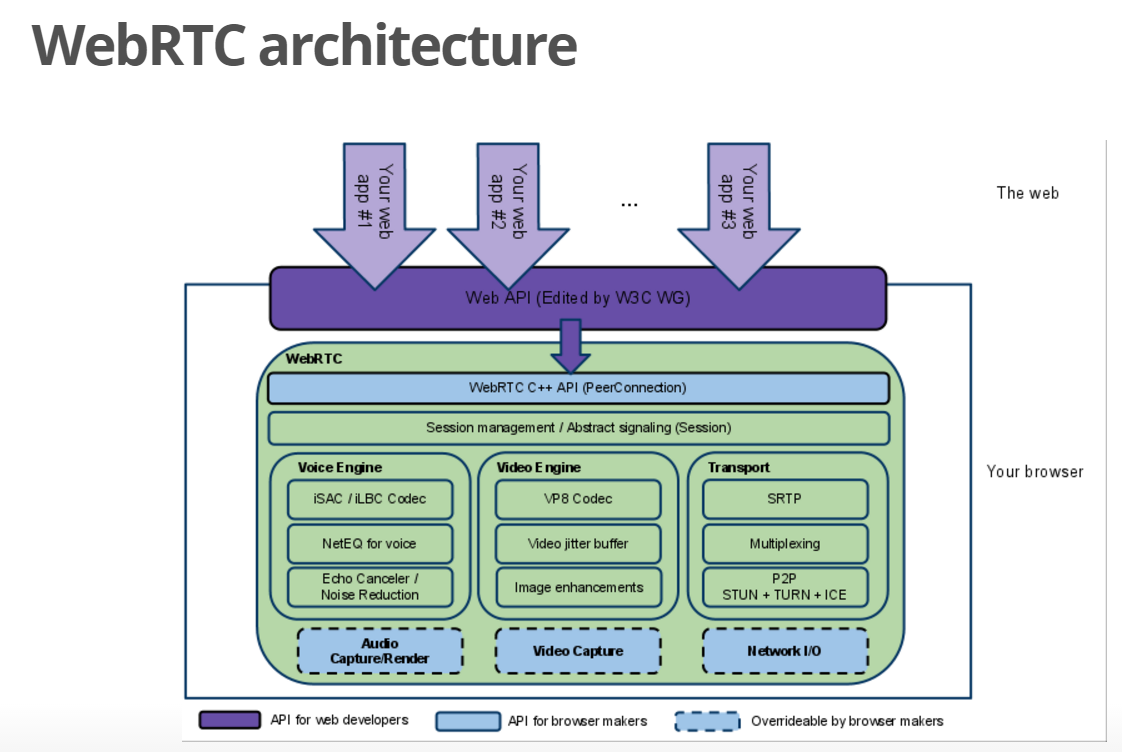 WebRTC architecture
Your web
app #1
Your web
app #2
...
Your web
app #3
The web
Web API (Edited by W3C WG)
WebRTC
WebRTC C++ API (PeerConnection)
Session management / Abstract signaling (Session)
Voice Engine
iSAC / iLBC Codec
NetEQ for voice
Echo Canceler /
Noise Reduction
Video Engine
VP8 Codec
Video jitter buffer
Image enhancements
Transport
SRTP
Multiplexing
P2P
STUN + TURN + ICE
Your browser
Audio
Capture/Render
Video Capture
Network I/O
API for web developers
API for browser makers
Overrideable by browser makers